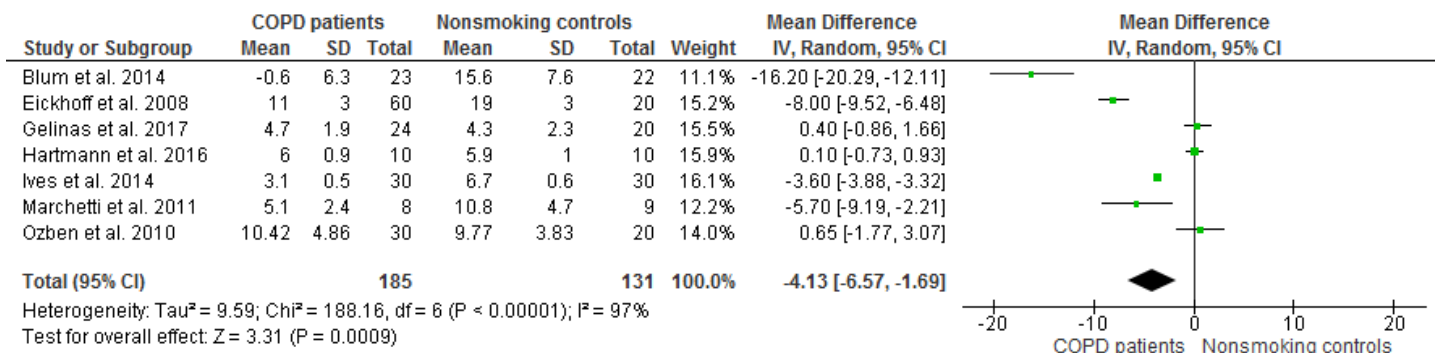 COPD patients Nonsmoking controls Mean Difference Mean Difference
Study or Subgroup Mean SD Total Mean SD Total Weight IV, Random, 95% CI IV, Random, 95% CI
Blum et al. 2014 -0.6 6.3 23 15.6 7.6 22 11.1% -16.20 [-20.29, -12.11]
Eickhoff et al. 2008 11 3 60 19 3 20 15.2% -8.00 [-9.52, -6.48]
Gelinas et al. 2017 4.7 1.9 24 4.3 2.3 20 15.5% 0.40 [-0.86, 1.66]
Hartmann et al. 2016 6 0.9 10 5.9 1 10 15.9% 0.10 [-0.73, 0.93]
Ives et al. 2014 3.1 0.5 30 6.7 0.6 30 16.1% -3.60 [-3.88, -3.32]
Marchetti et al. 2011 5.1 2.4 8 10.8 4.7 9 12.2% -5.70 [-9.19, -2.21]
Ozben et al. 2010 10.42 4.86 30 9.77 3.83 20 14.0% 0.65 [-1.77, 3.07]
Total (95% CI) 185 131 100.0% -4.13 [-6.57, -1.69]
Heterogeneity: Tau² = 9.59; Chi² = 188.16, df = 6 (P < 0.00001); I² = 97%
Test for overall effect: Z = 3.31 (P = 0.0009)
-20 -10 0 10 20
COPD patients Nonsmoking controls